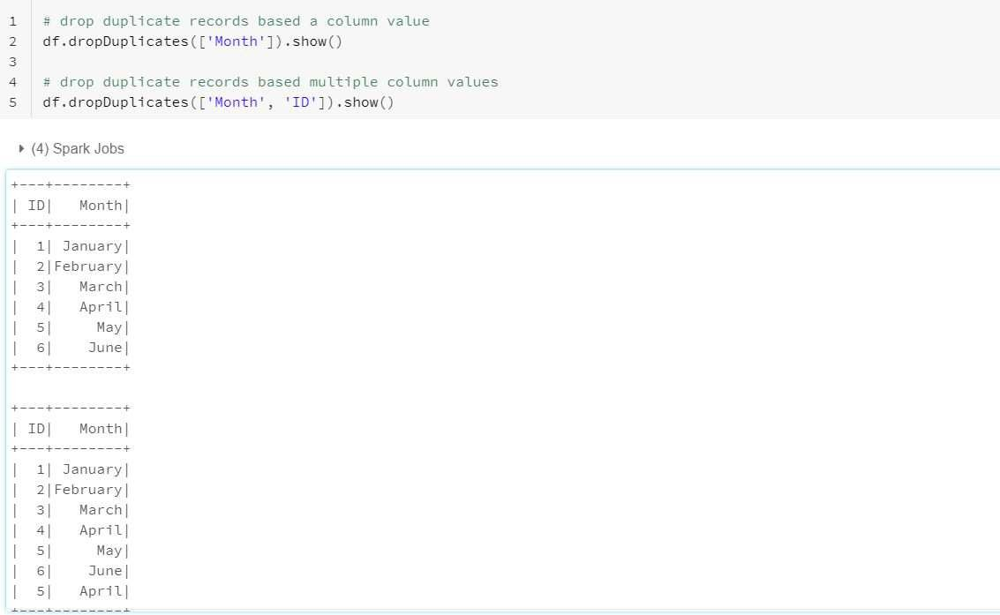 1 # drop duplicate records based a column value
2 df.dropDuplicates(['Month']).show()
3
4 # drop duplicate records based multiple column values
5 df.dropDuplicates(['Month', 'ID']).show()
(4) Spark Jobs
+---+--------+
| ID|   Month|
+---+--------+
|  1| January|
|  2|February|
|  3|   March|
|  4|   April|
|  5|     May|
|  6|    June|
+---+--------+
+---+--------+
| ID|   Month|
+---+--------+
|  1| January|
|  2|February|
|  3|   March|
|  4|   April|
|  5|     May|
|  6|    June|
|  5|   April|
+---+--------+